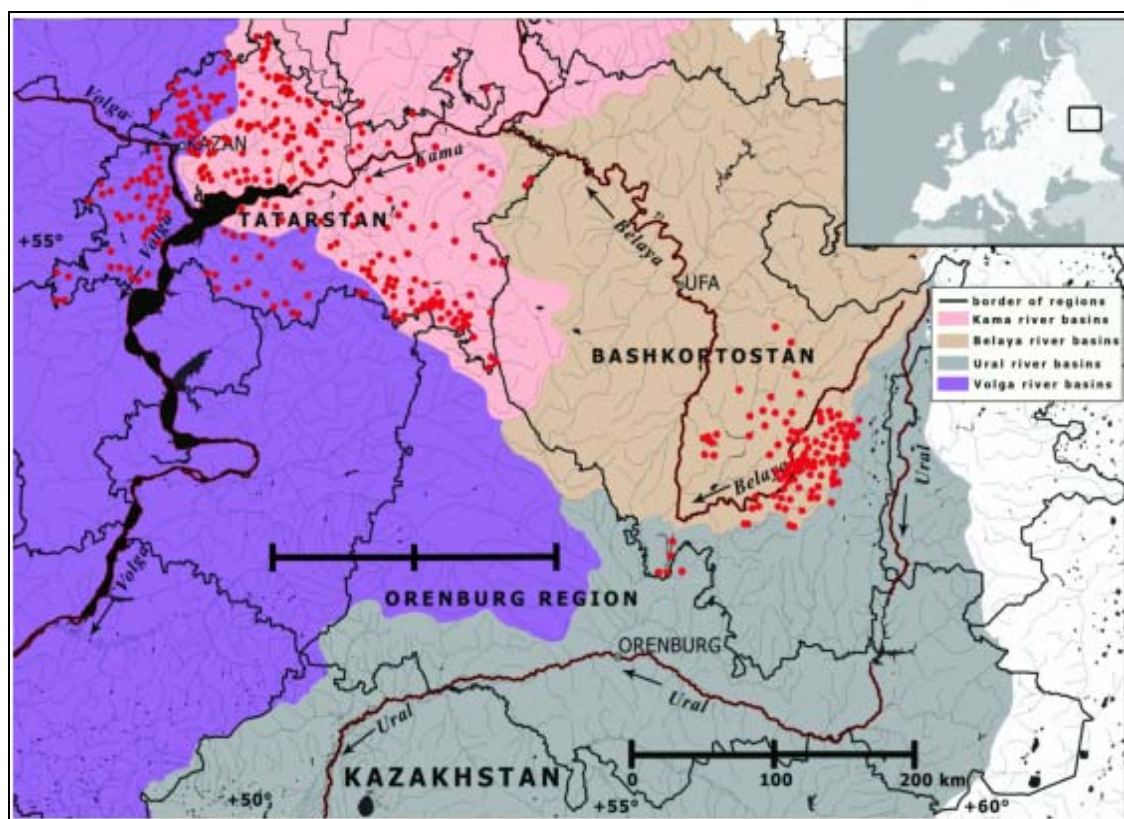 Volga
KAZAN
Kama
TATARSTAN
Volga
+55°
Belaya
UFA
border of regions
Kama river basins
Belaya river basins
Ural river basins
Volga river basins
BASHKORTOSTAN
Ural
Belaya
Volga
ORENBURG REGION
ORENBURG
Ural
Ural
KAZAKHSTAN
0 100 200 km
+50° +55° +60°